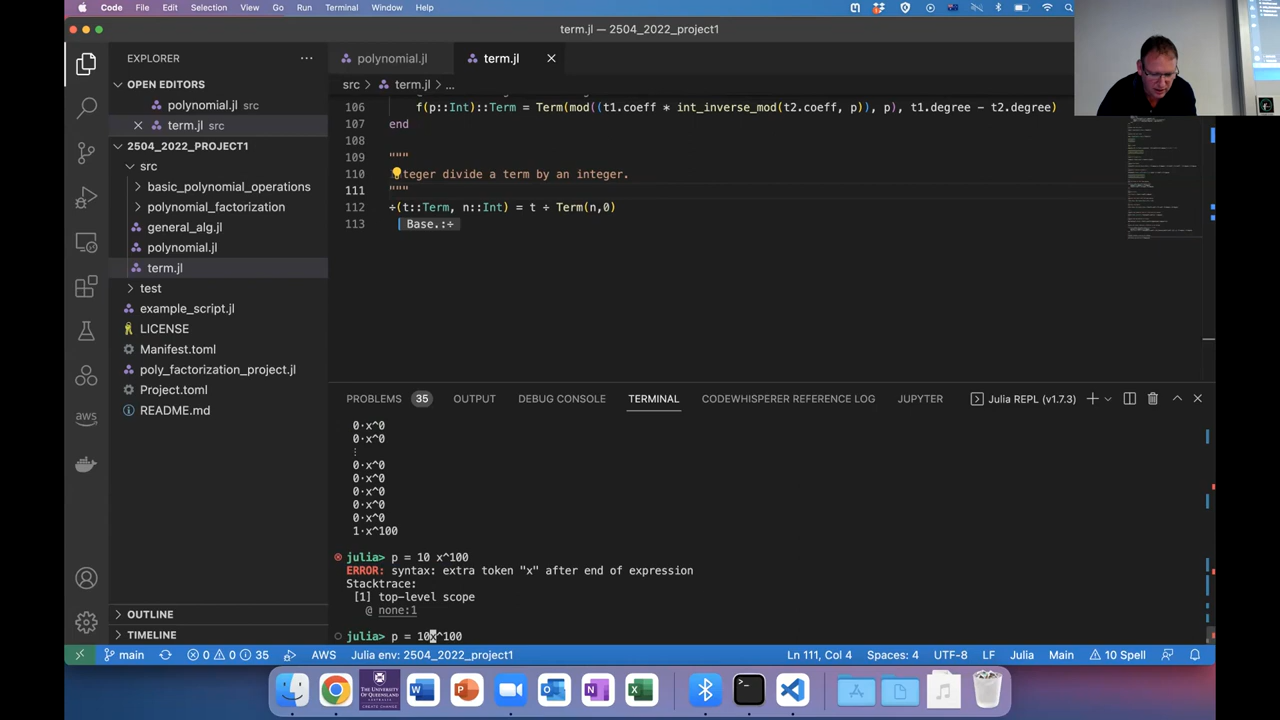 Code File Edit Selection View Go Run Terminal Window Help
term.jl — 2504_2022_project1
EXPLORER
OPEN EDITORS
polynomial.jl src
term.jl src
2504_2022_PROJECT1
src
basic_polynomial_operations
polynomial_factorization
general_alg.jl
polynomial.jl
term.jl
test
example_script.jl
LICENSE
Manifest.toml
poly_factorization_project.jl
Project.toml
README.md
OUTLINE
TIMELINE
polynomial.jl term.jl
src > term.jl > ...
106 f(p::Int)::Term = Term(mod((t1.coeff * int_inverse_mod(t2.coeff, p)), p), t1.degree - t2.degree)
107 end
108
109 """
110 teger divide a term by an integer.
111 """
112 ÷(t:: n::Int) = t ÷ Term(n,0)
113 Base.:÷
PROBLEMS 35 OUTPUT DEBUG CONSOLE TERMINAL CODEWHISPERER REFERENCE LOG JUPYTER Julia REPL (v1.7.3)
0⋅x^0
0⋅x^0
⋮
0⋅x^0
0⋅x^0
0⋅x^0
0⋅x^0
0⋅x^0
1⋅x^100
julia> p = 10 x^100
ERROR: syntax: extra token "x" after end of expression
Stacktrace:
[1] top-level scope
@ none:1
julia> p = 10x^100
main 0 0 35 AWS Julia env: 2504_2022_project1 Ln 111, Col 4 Spaces: 4 UTF-8 LF Julia Main 10 Spell
THE UNIVERSITY OF QUEENSLAND AUSTRALIA